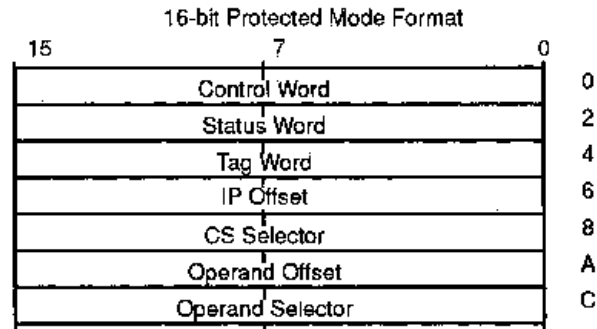 16-bit Protected Mode Format
15 7 0
Control Word 0
Status Word 2
Tag Word 4
IP Offset 6
CS Selector 8
Operand Offset A
Operand Selector C